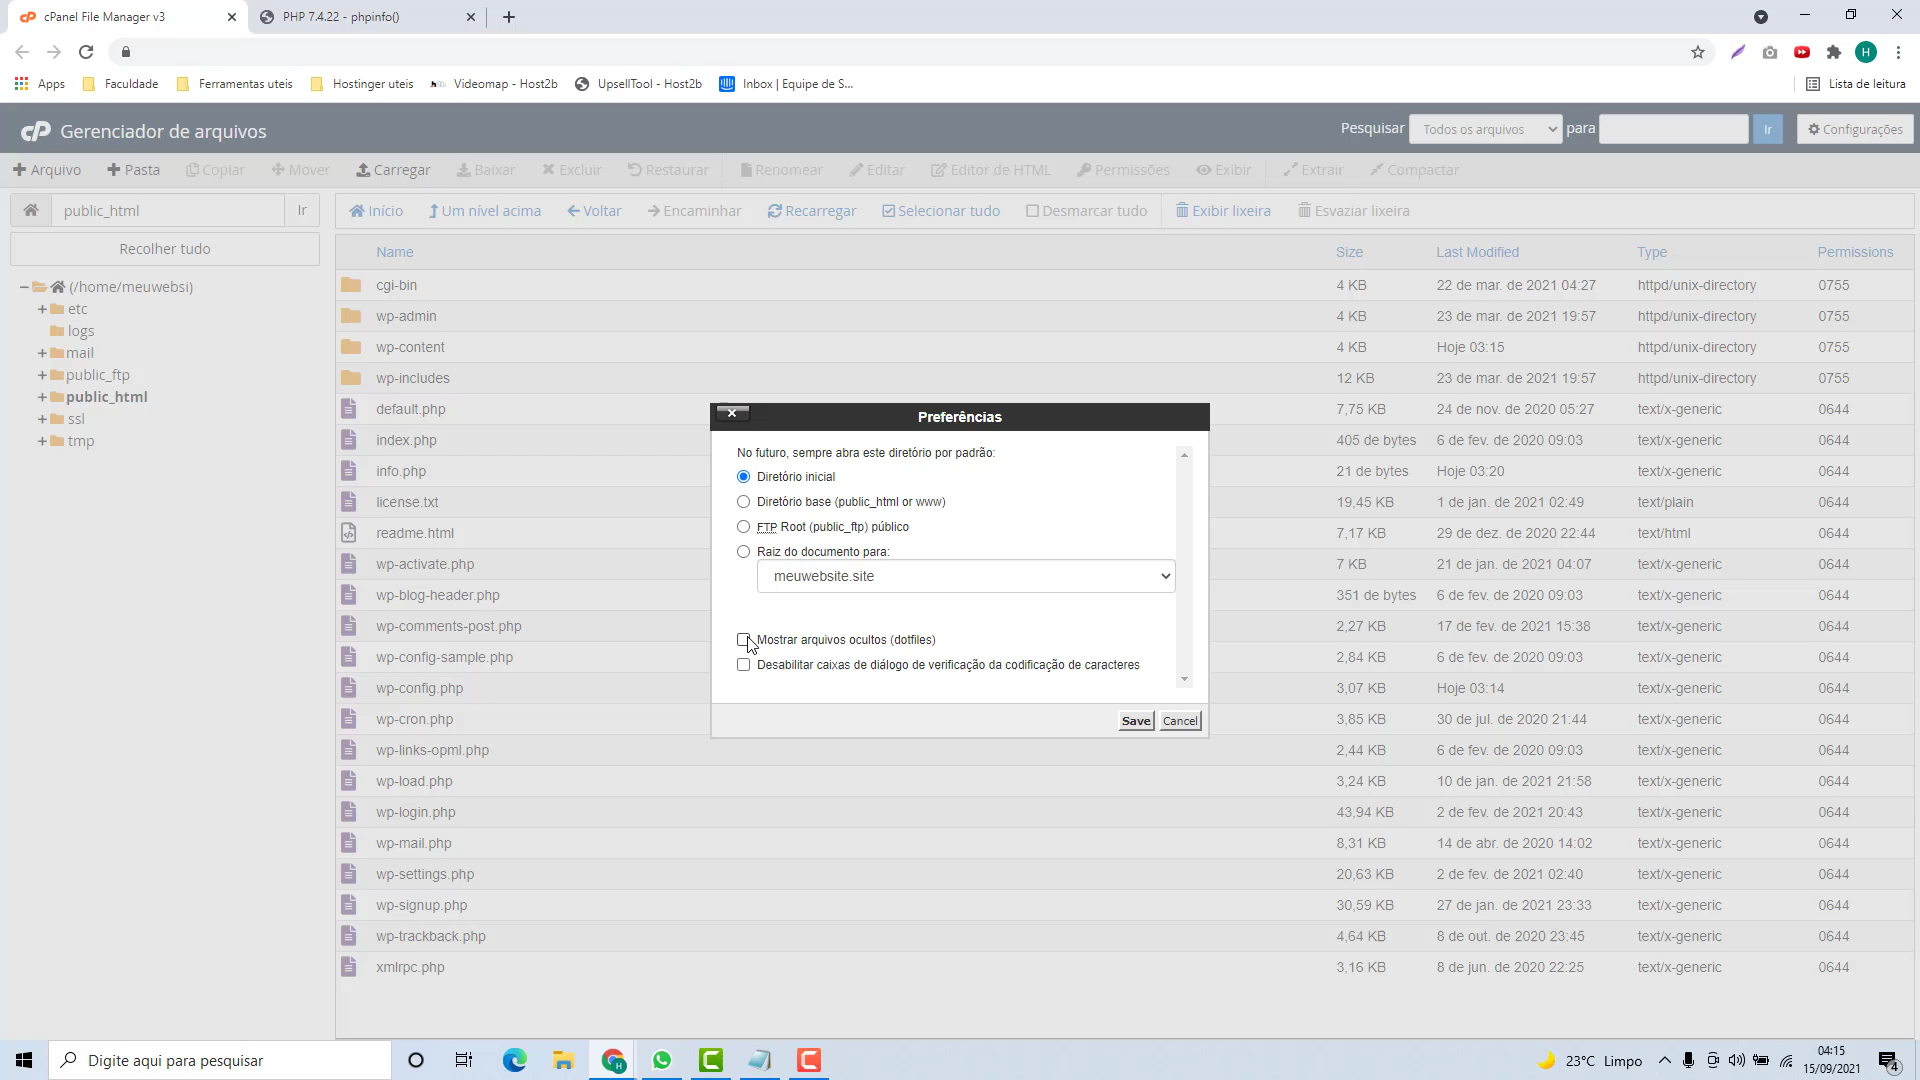 cPanel File Manager v3
PHP 7.4.22 - phpinfo()
H
Apps
Faculdade
Ferramentas uteis
Hostinger uteis
Videomap - Host2b
UpsellTool - Host2b
Inbox | Equipe de S...
Lista de leitura
cP Gerenciador de arquivos
Pesquisar
Todos os arquivos
para
Ir
Configurações
Arquivo
Pasta
Copiar
Mover
Carregar
Baixar
Excluir
Restaurar
Renomear
Editar
Editor de HTML
Permissões
Exibir
Extrair
Compactar
public_html
Ir
Início
Um nível acima
Voltar
Encaminhar
Recarregar
Selecionar tudo
Desmarcar tudo
Exibir lixeira
Esvaziar lixeira
Recolher tudo
(/home/meuwebsi)
etc
logs
mail
public_ftp
public_html
ssl
tmp
Name Size Last Modified Type Permissions
cgi-bin 4 KB 22 de mar. de 2021 04:27 httpd/unix-directory 0755
wp-admin 4 KB 23 de mar. de 2021 19:57 httpd/unix-directory 0755
wp-content 4 KB Hoje 03:15 httpd/unix-directory 0755
wp-includes 12 KB 23 de mar. de 2021 19:57 httpd/unix-directory 0755
default.php 7,75 KB 24 de nov. de 2020 05:27 text/x-generic 0644
index.php 405 de bytes 6 de fev. de 2020 09:03 text/x-generic 0644
info.php 21 de bytes Hoje 03:20 text/x-generic 0644
license.txt 19,45 KB 1 de jan. de 2021 02:49 text/plain 0644
readme.html 7,17 KB 29 de dez. de 2020 22:44 text/html 0644
wp-activate.php 7 KB 21 de jan. de 2021 04:07 text/x-generic 0644
wp-blog-header.php 351 de bytes 6 de fev. de 2020 09:03 text/x-generic 0644
wp-comments-post.php 2,27 KB 17 de fev. de 2021 15:38 text/x-generic 0644
wp-config-sample.php 2,84 KB 6 de fev. de 2020 09:03 text/x-generic 0644
wp-config.php 3,07 KB Hoje 03:14 text/x-generic 0644
wp-cron.php 3,85 KB 30 de jul. de 2020 21:44 text/x-generic 0644
wp-links-opml.php 2,44 KB 6 de fev. de 2020 09:03 text/x-generic 0644
wp-load.php 3,24 KB 10 de jan. de 2021 21:58 text/x-generic 0644
wp-login.php 43,94 KB 2 de fev. de 2021 20:43 text/x-generic 0644
wp-mail.php 8,31 KB 14 de abr. de 2020 14:02 text/x-generic 0644
wp-settings.php 20,63 KB 2 de fev. de 2021 02:40 text/x-generic 0644
wp-signup.php 30,59 KB 27 de jan. de 2021 23:33 text/x-generic 0644
wp-trackback.php 4,64 KB 8 de out. de 2020 23:45 text/x-generic 0644
xmlrpc.php 3,16 KB 8 de jun. de 2020 22:25 text/x-generic 0644
Preferências
No futuro, sempre abra este diretório por padrão:
Diretório inicial
Diretório base (public_html or www)
FTP Root (public_ftp) público
Raiz do documento para:
meuwebsite.site
Mostrar arquivos ocultos (dotfiles)
Desabilitar caixas de diálogo de verificação da codificação de caracteres
Save
Cancel
Digite aqui para pesquisar
23°C Limpo
04:15
15/09/2021
4